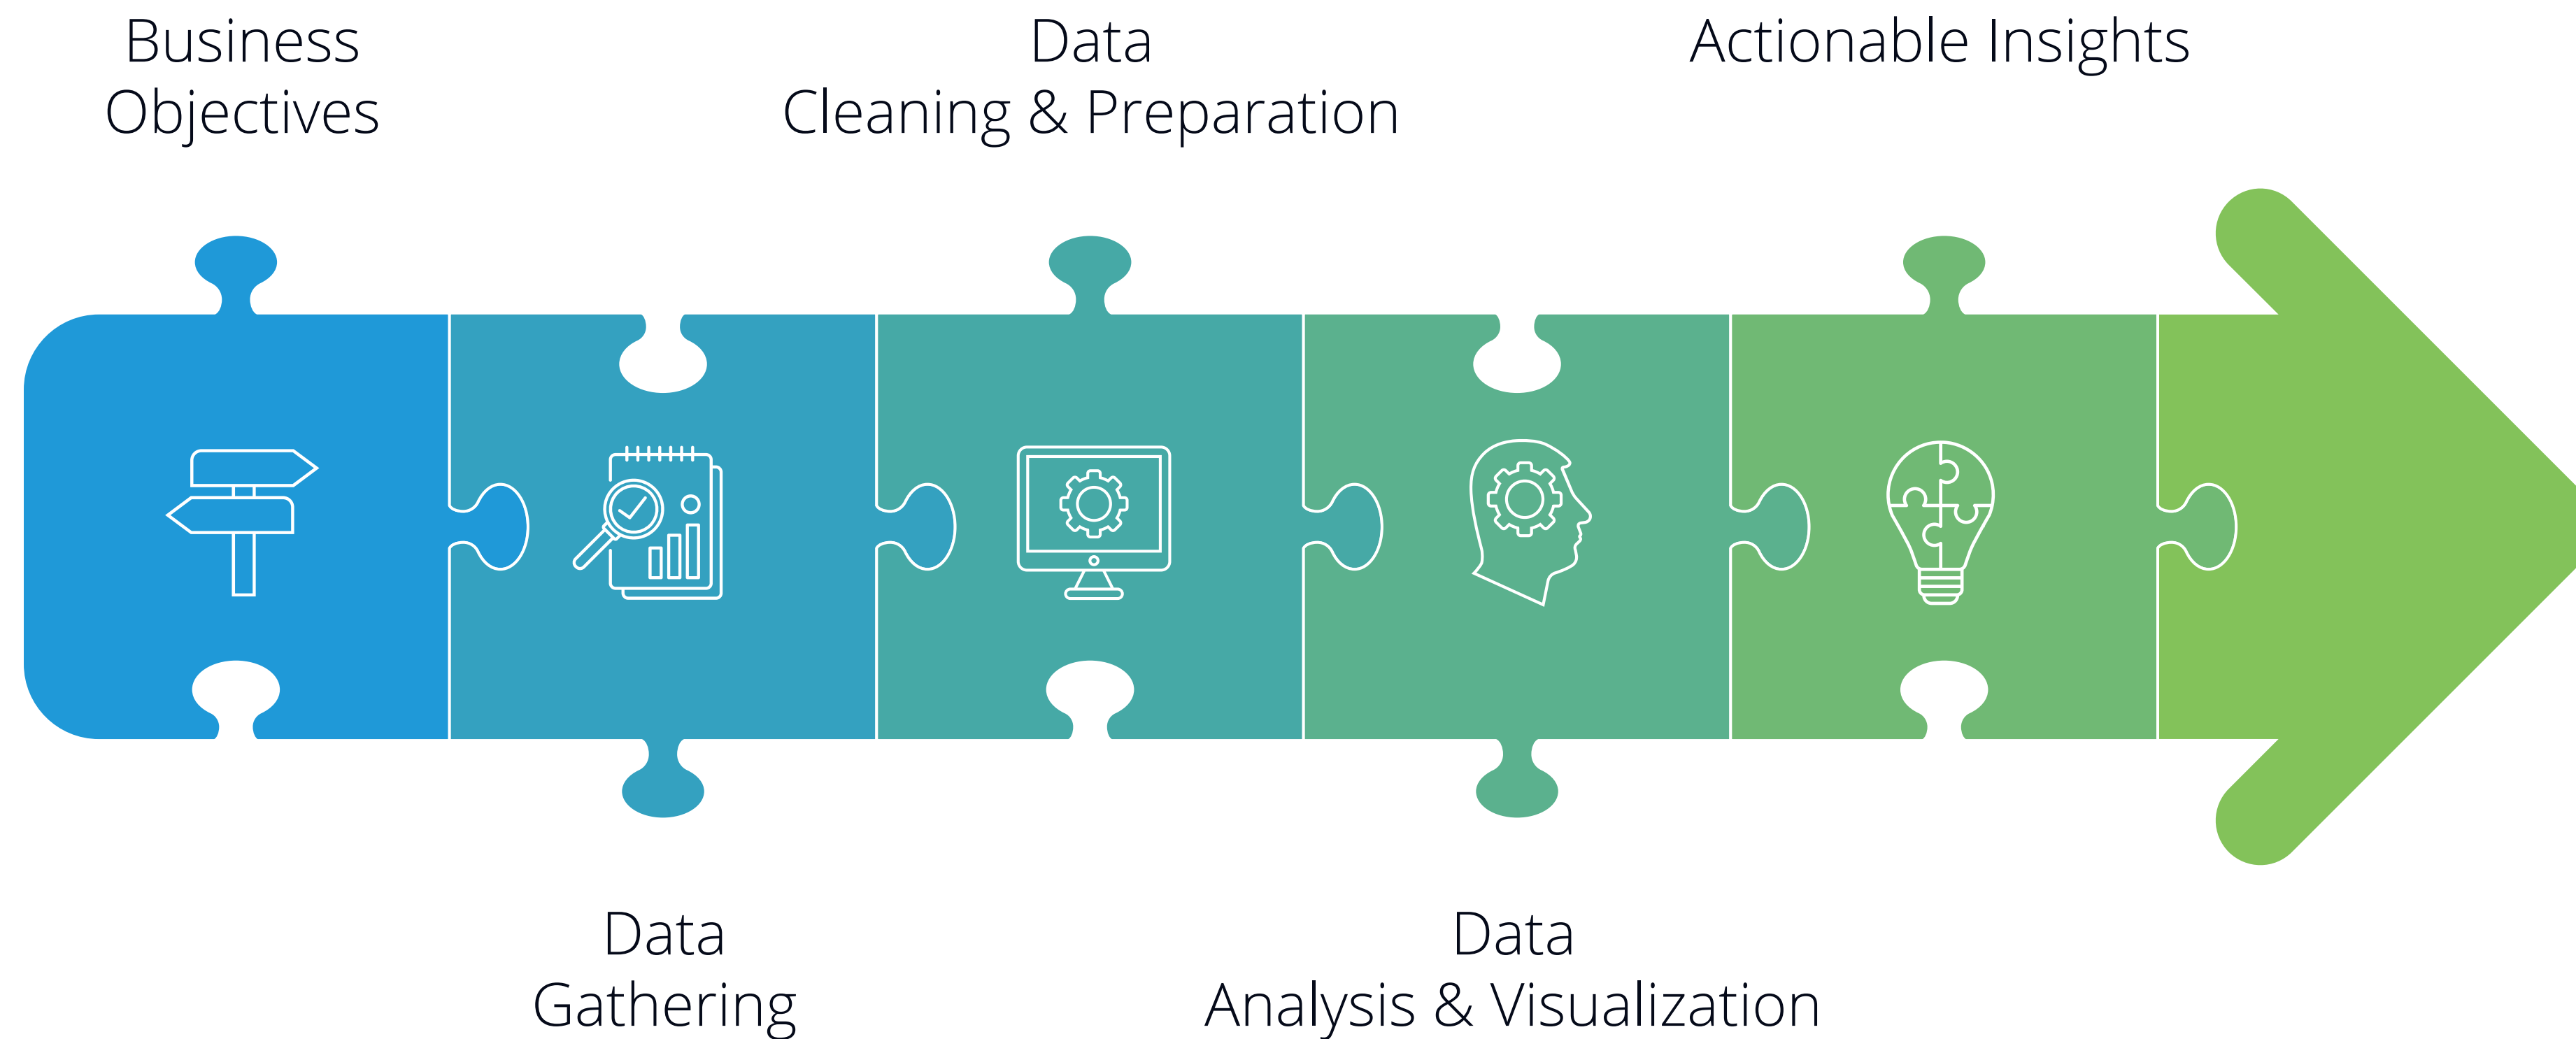 Business
Objectives
Data
Cleaning & Preparation
Actionable Insights
Data
Gathering
Data
Analysis & Visualization